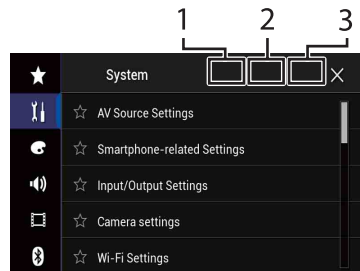 1 2 3
System
AV Source Settings
Smartphone-related Settings
Input/Output Settings
Camera settings
Wi-Fi Settings